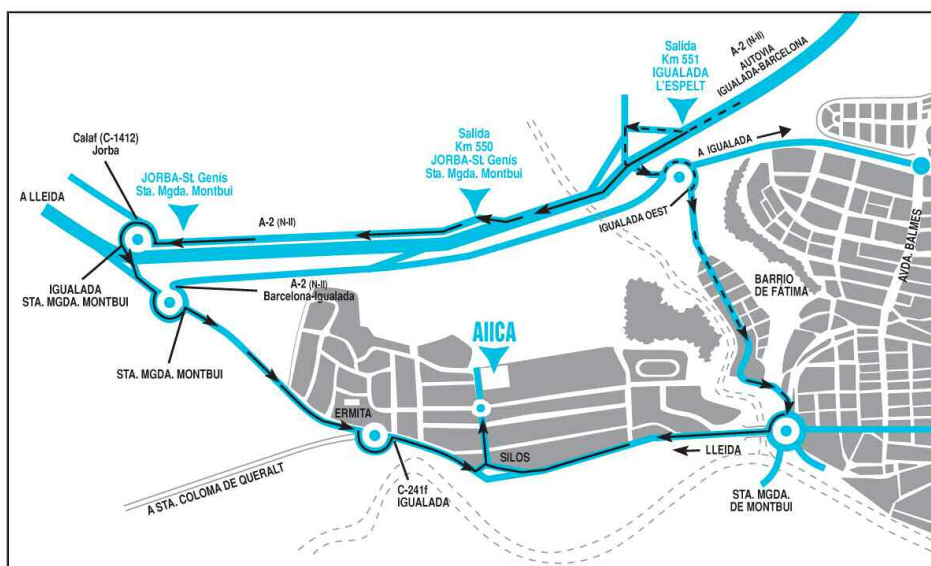 Salida
Km 551
IGUALADA
L'ESPELT
A-2 (N-II)
AUTOVIA
IGUALADA-BARCELONA
Calaf (C-1412)
Jorba
Salida
Km 550
JORBA-St. Genís
Sta. Mgda. Montbui
A IGUALADA
JORBA-St. Genís
Sta. Mgda. Montbui
A LLEIDA
A-2 (N-II)
IGUALADA OEST
AVDA. BALMES
IGUALADA
STA. MGDA. MONTBUI
A-2 (N-II)
Barcelona-Igualada
BARRIO
DE FÁTIMA
AIICA
STA. MGDA. MONTBUI
ERMITA
SILOS
LLEIDA
A STA. COLOMA DE QUERALT
C-241f
IGUALADA
STA. MGDA.
DE MONTBUI